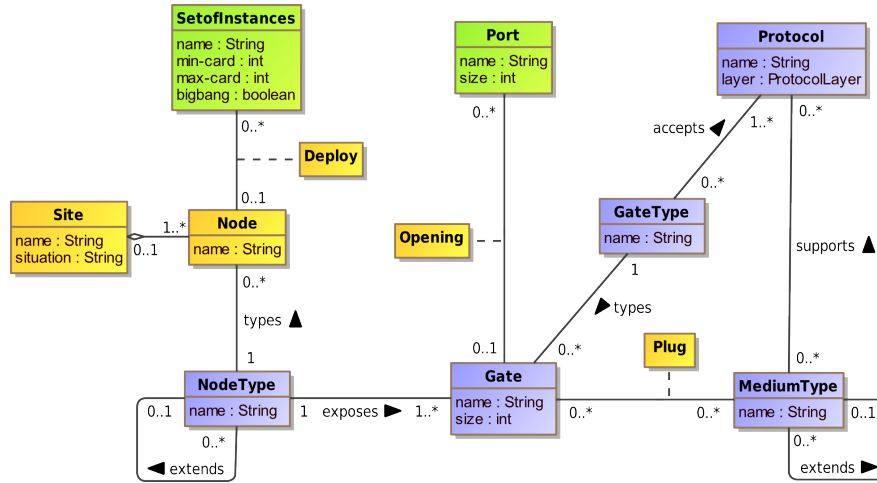 SetofInstances
name : String
min-card : int
max-card : int
bigbang : boolean
Port
name : String
size : int
Protocol
name : String
layer : ProtocolLayer
0..*
0..*
1..*
0..*
accepts
Deploy
0..1
0..*
Site
name : String
situation : String
1..*
0..1
Node
name : String
GateType
name : String
Opening
supports
0..*
1
types
types
0..1
0..*
Plug
0..*
1
NodeType
name : String
0..1
0..*
extends
1
exposes
1..*
Gate
name : String
size : int
0..*
0..*
MediumType
name : String
0..1
0..*
extends